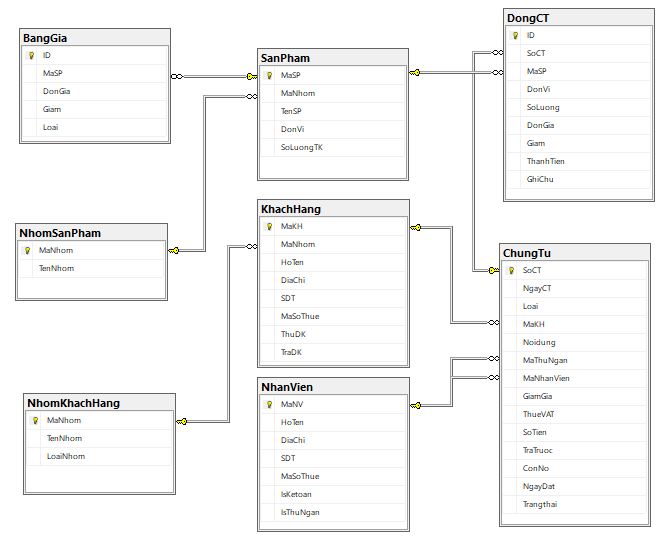 BangGia
ID
MaSP
DonGia
Giam
Loai
SanPham
MaSP
MaNhom
TenSP
DonVi
SoLuongTK
DongCT
ID
SoCT
MaSP
DonVi
SoLuong
DonGia
Giam
ThanhTien
GhiChu
NhomSanPham
MaNhom
TenNhom
KhachHang
MaKH
MaNhom
HoTen
DiaChi
SDT
MaSoThue
ThuDK
TraDK
ChungTu
SoCT
NgayCT
Loai
MaKH
Noidung
MaThuNgan
MaNhanVien
GiamGia
ThueVAT
SoTien
TraTruoc
ConNo
NgayDat
Trangthai
NhomKhachHang
MaNhom
TenNhom
LoaiNhom
NhanVien
MaNV
HoTen
DiaChi
SDT
MaSoThue
IsKetoan
IsThuNgan